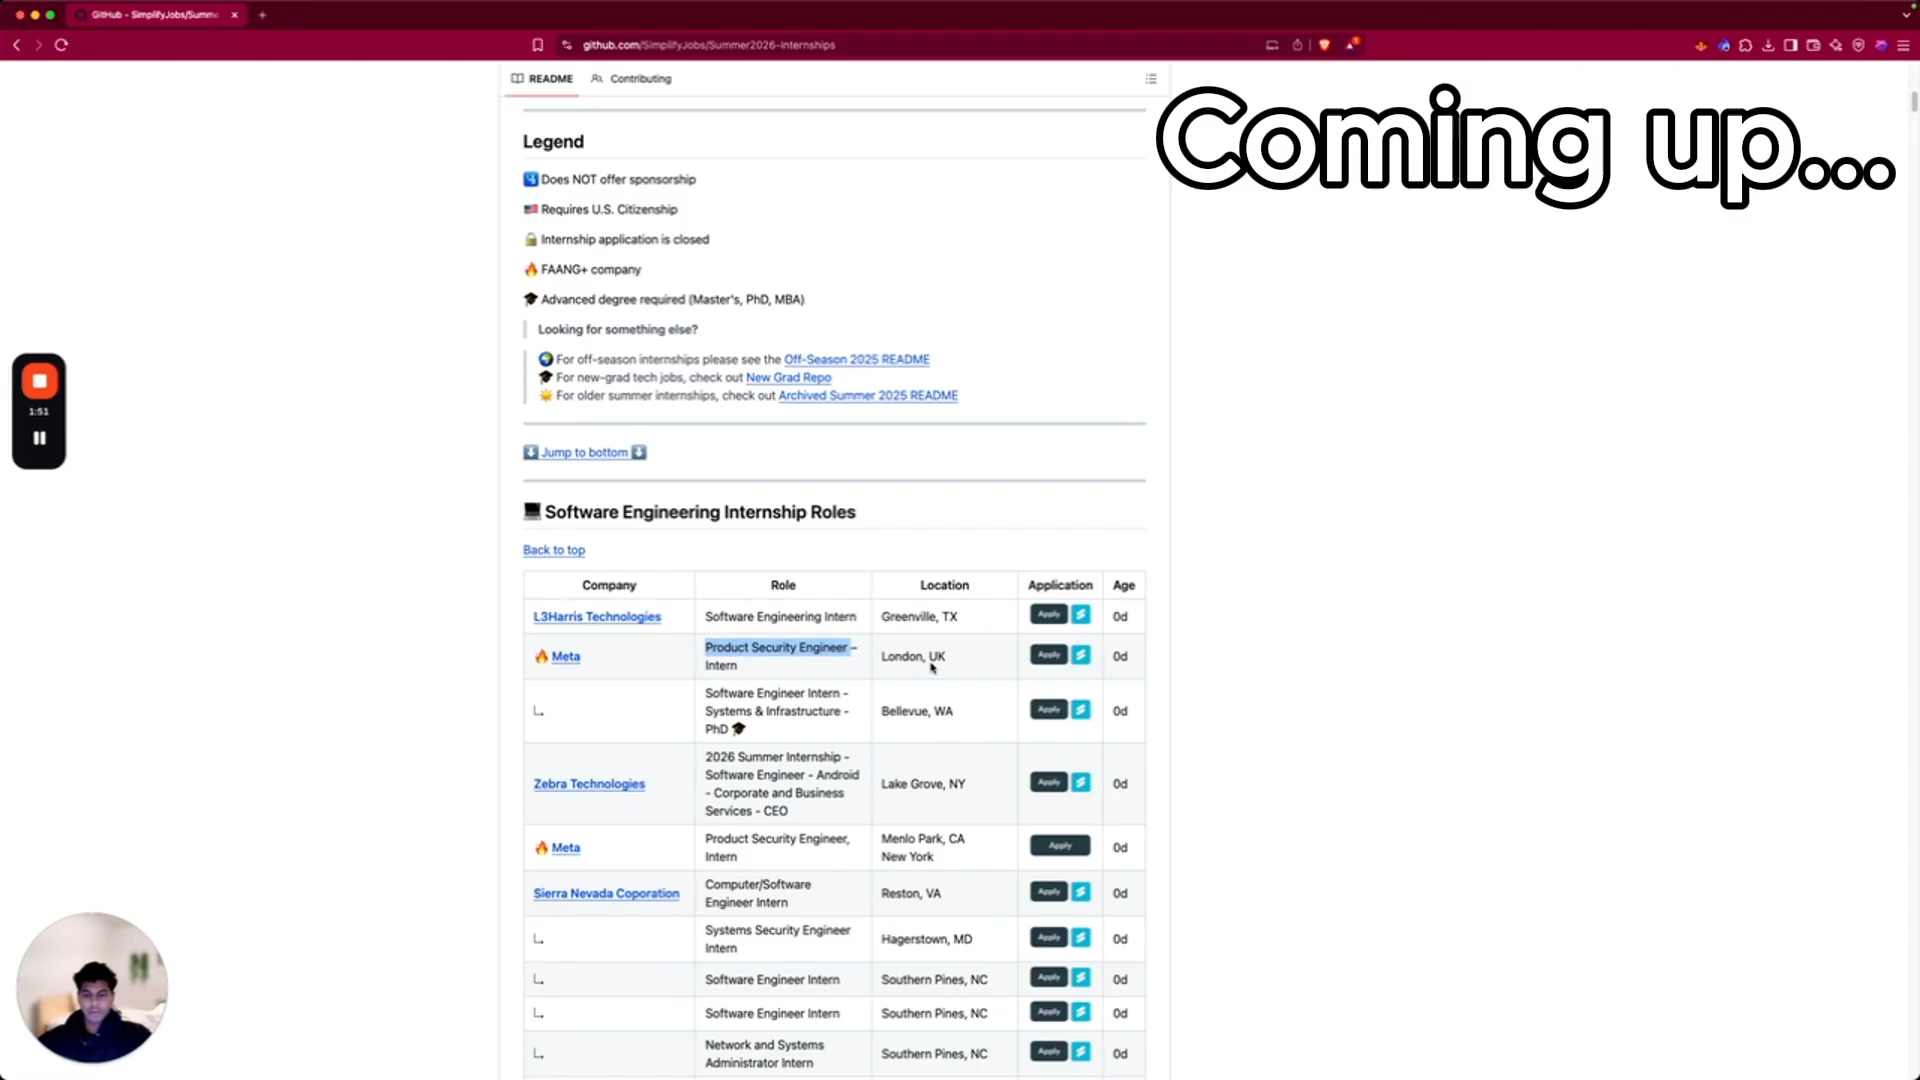 GitHub - SimplifyJobs/Summe
github.com/SimplifyJobs/Summer2026-Internships
README
Contributing
Coming up...
Legend
Does NOT offer sponsorship
Requires U.S. Citizenship
Internship application is closed
FAANG+ company
Advanced degree required (Master's, PhD, MBA)
Looking for something else?
For off-season internships please see the Off-Season 2025 README
For new-grad tech jobs, check out New Grad Repo
For older summer internships, check out Archived Summer 2025 README
1:51
Jump to bottom
Software Engineering Internship Roles
Back to top
Company Role Location Application Age
L3Harris Technologies Software Engineering Intern Greenville, TX Apply 0d
Meta Product Security Engineer –
Intern London, UK Apply 0d
Software Engineer Intern -
Systems & Infrastructure -
PhD Bellevue, WA Apply 0d
2026 Summer Internship -
Software Engineer - Android
- Corporate and Business
Services - CEO
Zebra Technologies Lake Grove, NY Apply 0d
Meta Product Security Engineer,
Intern Menlo Park, CA
New York Apply 0d
Sierra Nevada Coporation Computer/Software
Engineer Intern Reston, VA Apply 0d
Systems Security Engineer
Intern Hagerstown, MD Apply 0d
Software Engineer Intern Southern Pines, NC Apply 0d
Software Engineer Intern Southern Pines, NC Apply 0d
Network and Systems
Administrator Intern Southern Pines, NC Apply 0d